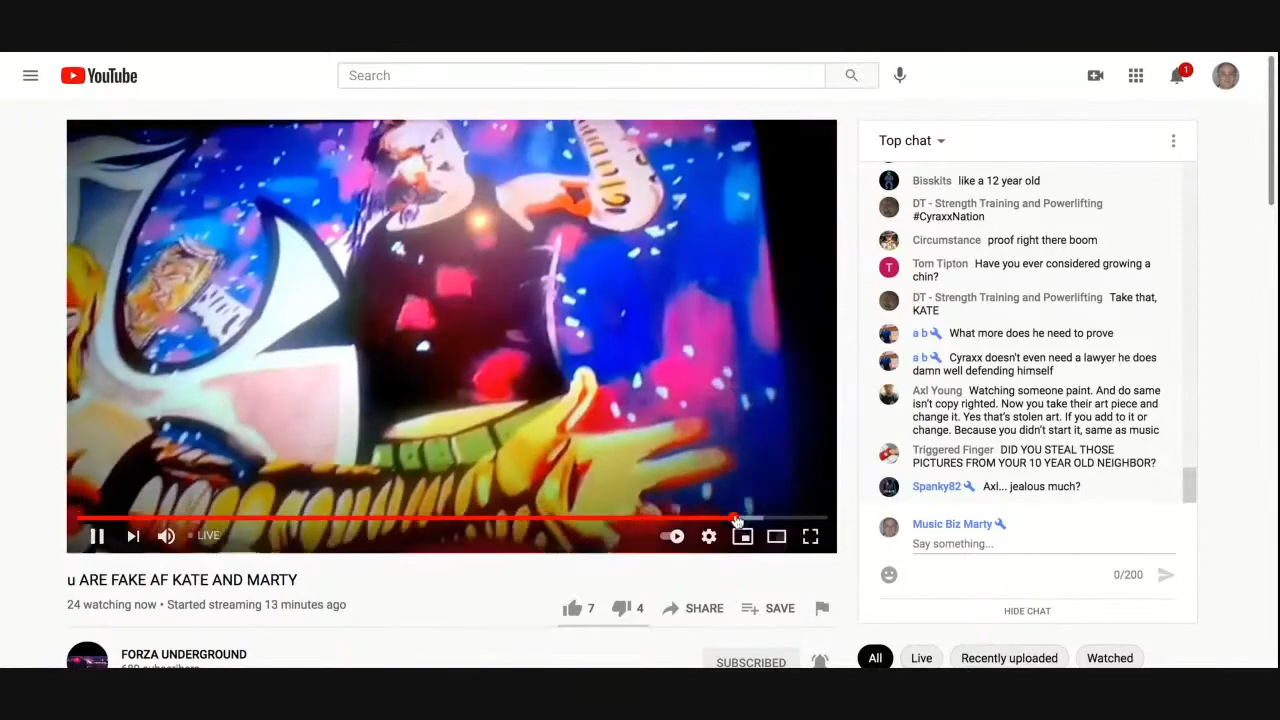 YouTube
Search
1
Top chat
Bisskits like a 12 year old
DT - Strength Training and Powerlifting
#CyraxxNation
Circumstance proof right there boom
T
Tom Tipton Have you ever considered growing a
chin?
DT - Strength Training and Powerlifting Take that,
KATE
a b What more does he need to prove
a b Cyraxx doesn't even need a lawyer he does
damn well defending himself
Axl Young Watching someone paint. And do same
isn't copy righted. Now you take their art piece and
change it. Yes that's stolen art. If you add to it or
change. Because you didn't start it, same as music
Triggered Finger DID YOU STEAL THOSE
PICTURES FROM YOUR 10 YEAR OLD NEIGHBOR?
Spanky82 Axl... jealous much?
Music Biz Marty
Say something...
0/200
HIDE CHAT
LIVE
u ARE FAKE AF KATE AND MARTY
24 watching now • Started streaming 13 minutes ago
7
4
SHARE
SAVE
FORZA UNDERGROUND
SUBSCRIBED
All
Live
Recently uploaded
Watched